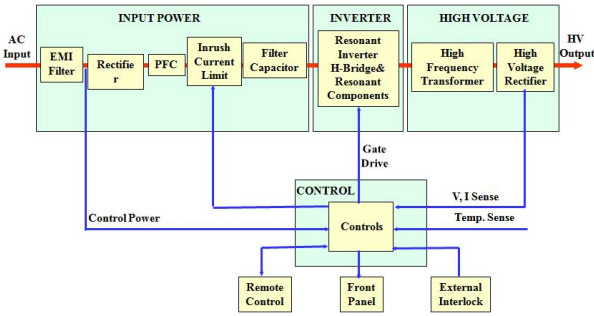 INPUT POWER
INVERTER
HIGH VOLTAGE
AC
Input
EMI
Filter
Rectifie
r
PFC
Inrush
Current
Limit
Filter
Capacitor
Resonant
Inverter
H-Bridge&
Resonant
Components
High
Frequency
Transformer
High
Voltage
Rectifier
HV
Output
Gate
Drive
CONTROL
V, I Sense
Control Power
Controls
Temp. Sense
Remote
Control
Front
Panel
External
Interlock